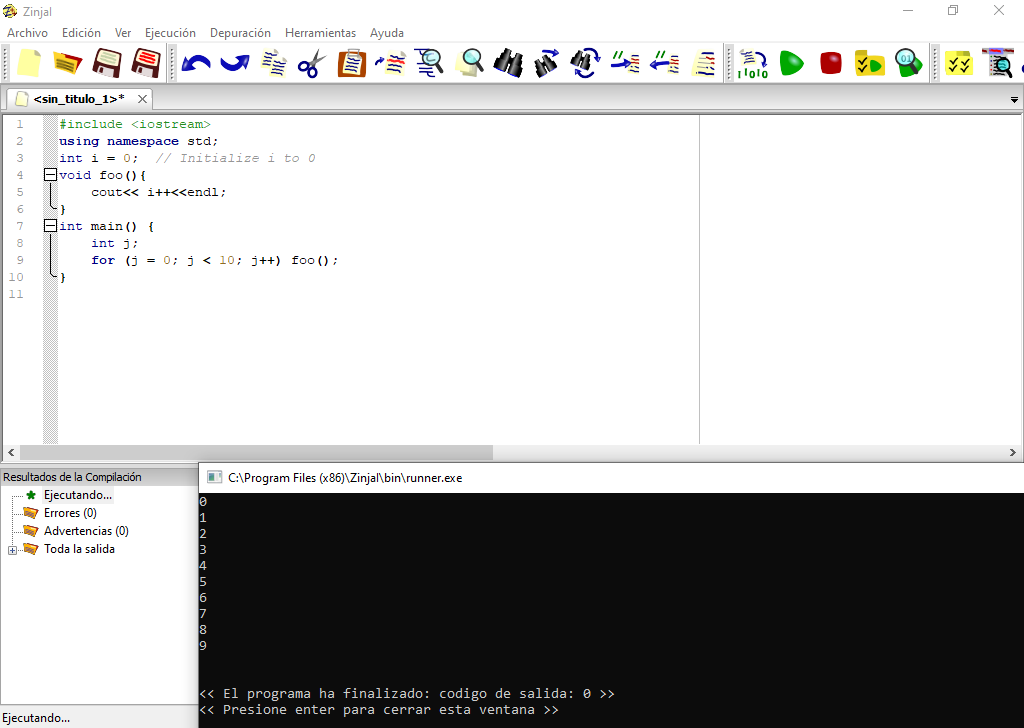 Zinjal
Archivo Edición Ver Ejecución Depuración Herramientas Ayuda
<sin_titulo_1>*
1 #include <iostream>
2 using namespace std;
3 int i = 0;  // Initialize i to 0
4 void foo(){
5     cout<< i++<<endl;
6 }
7 int main() {
8     int j;
9     for (j = 0; j < 10; j++) foo();
10 }
11
Resultados de la Compilación
Ejecutando...
Errores (0)
Advertencias (0)
Toda la salida
C:\Program Files (x86)\Zinjal\bin\runner.exe
0
1
2
3
4
5
6
7
8
9
<< El programa ha finalizado: codigo de salida: 0 >>
<< Presione enter para cerrar esta ventana >>
Ejecutando...